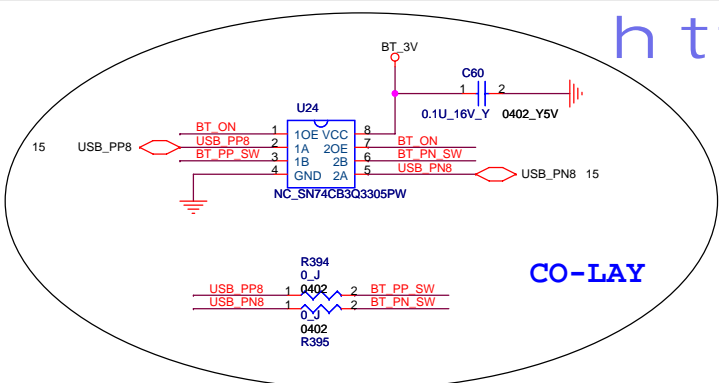 h t
BT_3V
C60
1 2
0.1U_16V_Y 0402_Y5V
U24
BT_ON 1 1OE VCC 8
15 USB_PP8 USB_PP8 2 1A 2OE 7 BT_ON
BT_PP_SW 3 1B 2B 6 BT_PN_SW
4 GND 2A 5 USB_PN8 USB_PN8 15
NC_SN74CB3Q3305PW
R394
0_J
0402
USB_PP8 1 2 BT_PP_SW
USB_PN8 1 2 BT_PN_SW
0_J
0402
R395
CO-LAY